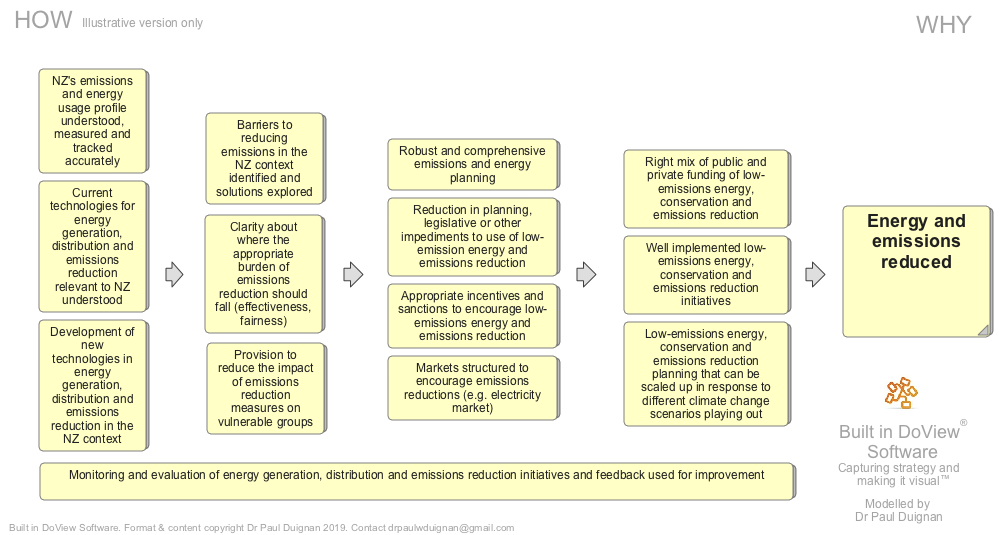 HOW Illustrative version only
WHY
NZ's emissions
and energy
usage profile
understood,
measured and
tracked
accurately
Current
technologies for
energy
generation,
distribution and
emissions
reduction
relevant to NZ
understood
Development of
new
technologies in
energy
generation,
distribution and
emissions
reduction in the
NZ context
Barriers to
reducing
emissions in the
NZ context
identified and
solutions explored
Clarity about
where the
appropriate
burden of
emissions
reduction should
fall (effectiveness,
fairness)
Provision to
reduce the impact
of emissions
reduction
measures on
vulnerable groups
Robust and comprehensive
emissions and energy
planning
Reduction in planning,
legislative or other
impediments to use of low-
emission energy and
emissions reduction
Appropriate incentives and
sanctions to encourage low-
emissions energy and
emissions reduction
Markets structured to
encourage emissions
reductions (e.g. electricity
market)
Right mix of public and
private funding of low-
emissions energy,
conservation and
emissions reduction
Well implemented low-
emissions energy,
conservation and
emissions reduction
initiatives
Low-emissions energy,
conservation and
emissions reduction
planning that can be
scaled up in response to
different climate change
scenarios playing out
Energy and
emissions
reduced
Monitoring and evaluation of energy generation, distribution and emissions reduction initiatives and feedback used for improvement
Built in DoView®
Software
Capturing strategy and
making it visual™
Modelled by
Dr Paul Duignan
Built in DoView Software. Format & content copyright Dr Paul Duignan 2019. Contact drpaulwduignan@gmail.com